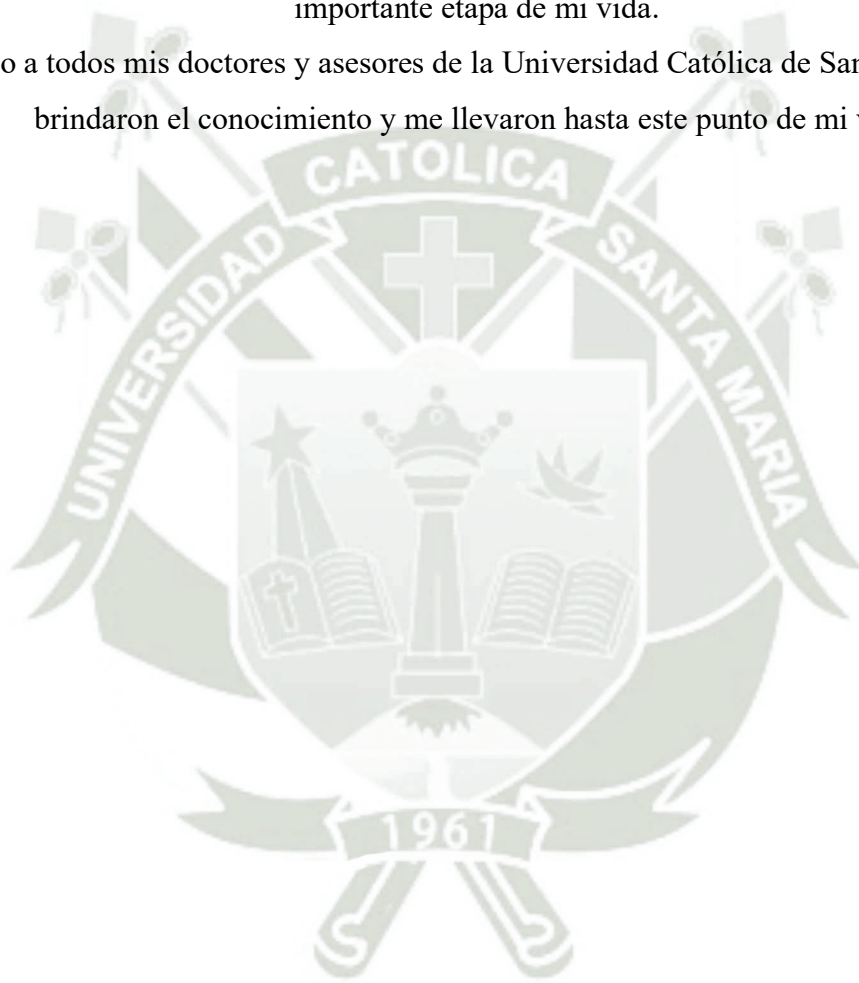 importante etapa de mi vida.
o a todos mis doctores y asesores de la Universidad Católica de
brindaron el conocimiento y me llevaron hasta este punto de mi
CATOLICA
UNIVERSIDAD
SANTA MARIA
1961